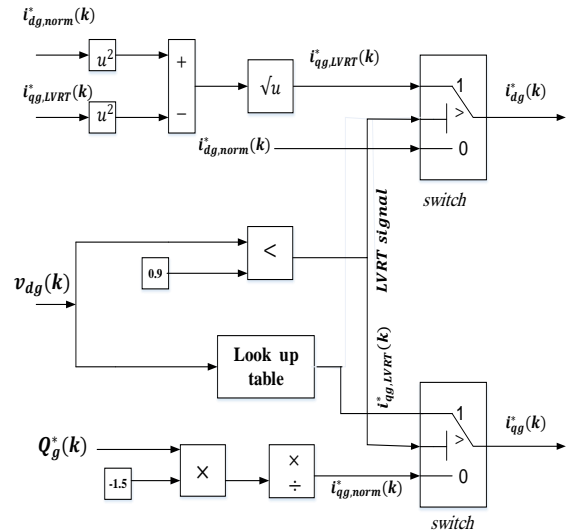 i*dg,norm(k)
u²
i*qg,LVRT(k)
u²
+
−
√u
i*qg,LVRT(k)
1
>
0
i*dg(k)
i*dg,norm(k)
switch
LVRT signal
<
0.9
vdg(k)
Look up
table
i*qg,LVRT(k)
1
>
0
i*qg(k)
Q*g(k)
-1.5
×
×
÷
i*qg,norm(k)
switch